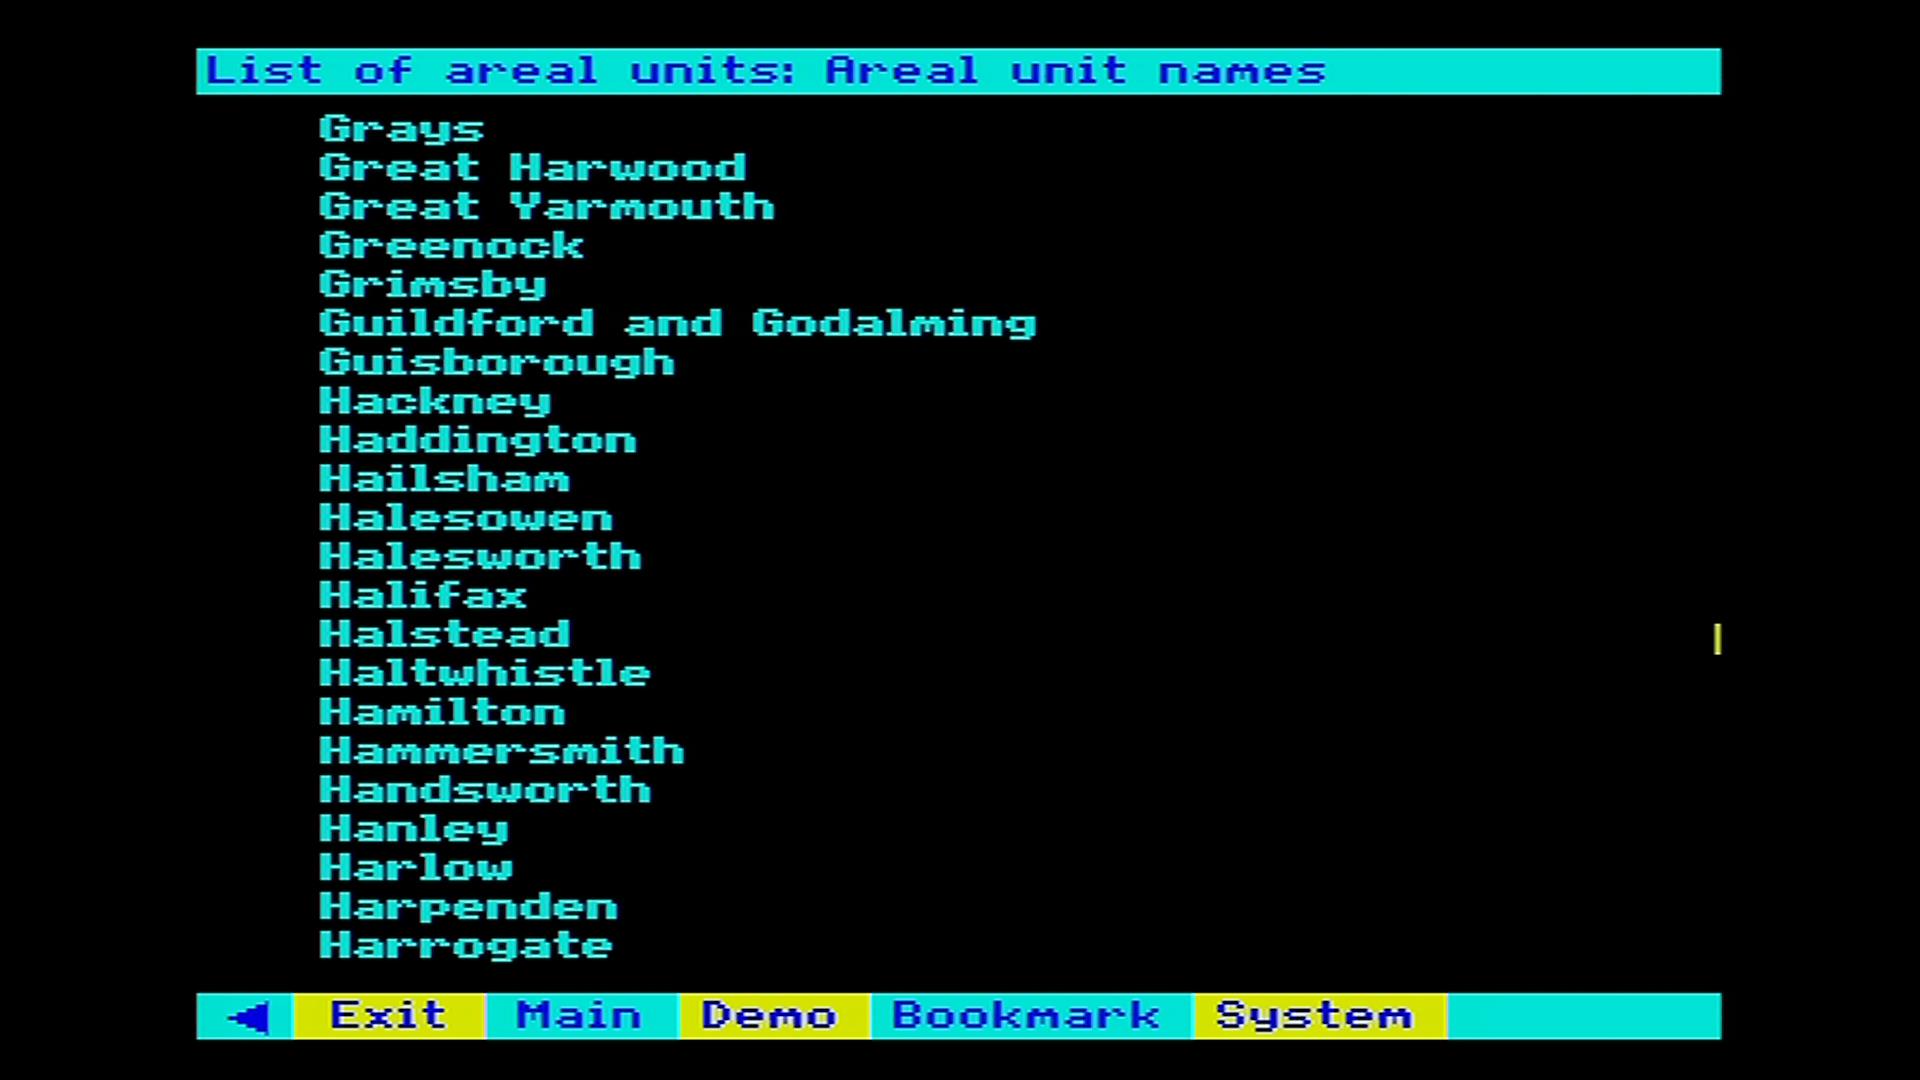 List of areal units: Areal unit names
Grays
Great Harwood
Great Yarmouth
Greenock
Grimsby
Guildford and Godalming
Guisborough
Hackney
Haddington
Hailsham
Halesowen
Halesworth
Halifax
Halstead
Haltwhistle
Hamilton
Hammersmith
Handsworth
Hanley
Harlow
Harpenden
Harrogate
Exit Main Demo Bookmark System